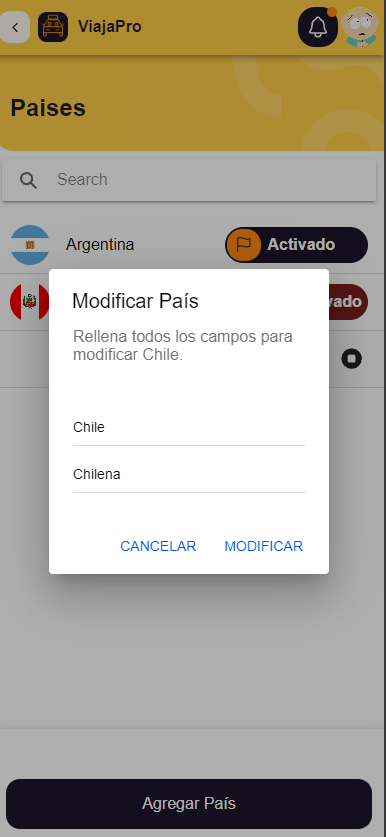 ViajaPro
Paises
Search
Argentina
Activado
vado
Modificar País
Rellena todos los campos para
modificar Chile.
Chile
Chilena
CANCELAR
MODIFICAR
Agregar País